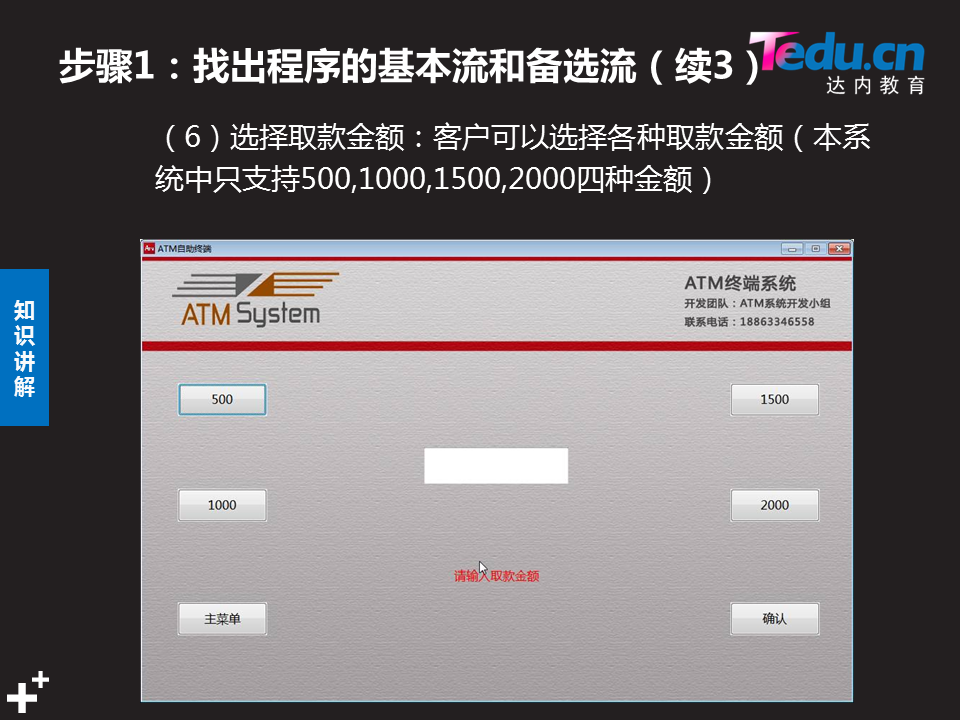 步骤1：找出程序的基本流和备选流（续3）
Tedu.cn
达内教育
（6）选择取款金额：客户可以选择各种取款金额（本系
统中只支持500,1000,1500,2000四种金额）
知识讲解
ATM自助终端
ATM System
ATM终端系统
开发团队：ATM系统开发小组
联系电话：18863346558
500
1500
1000
2000
请输入取款金额
主菜单
确认